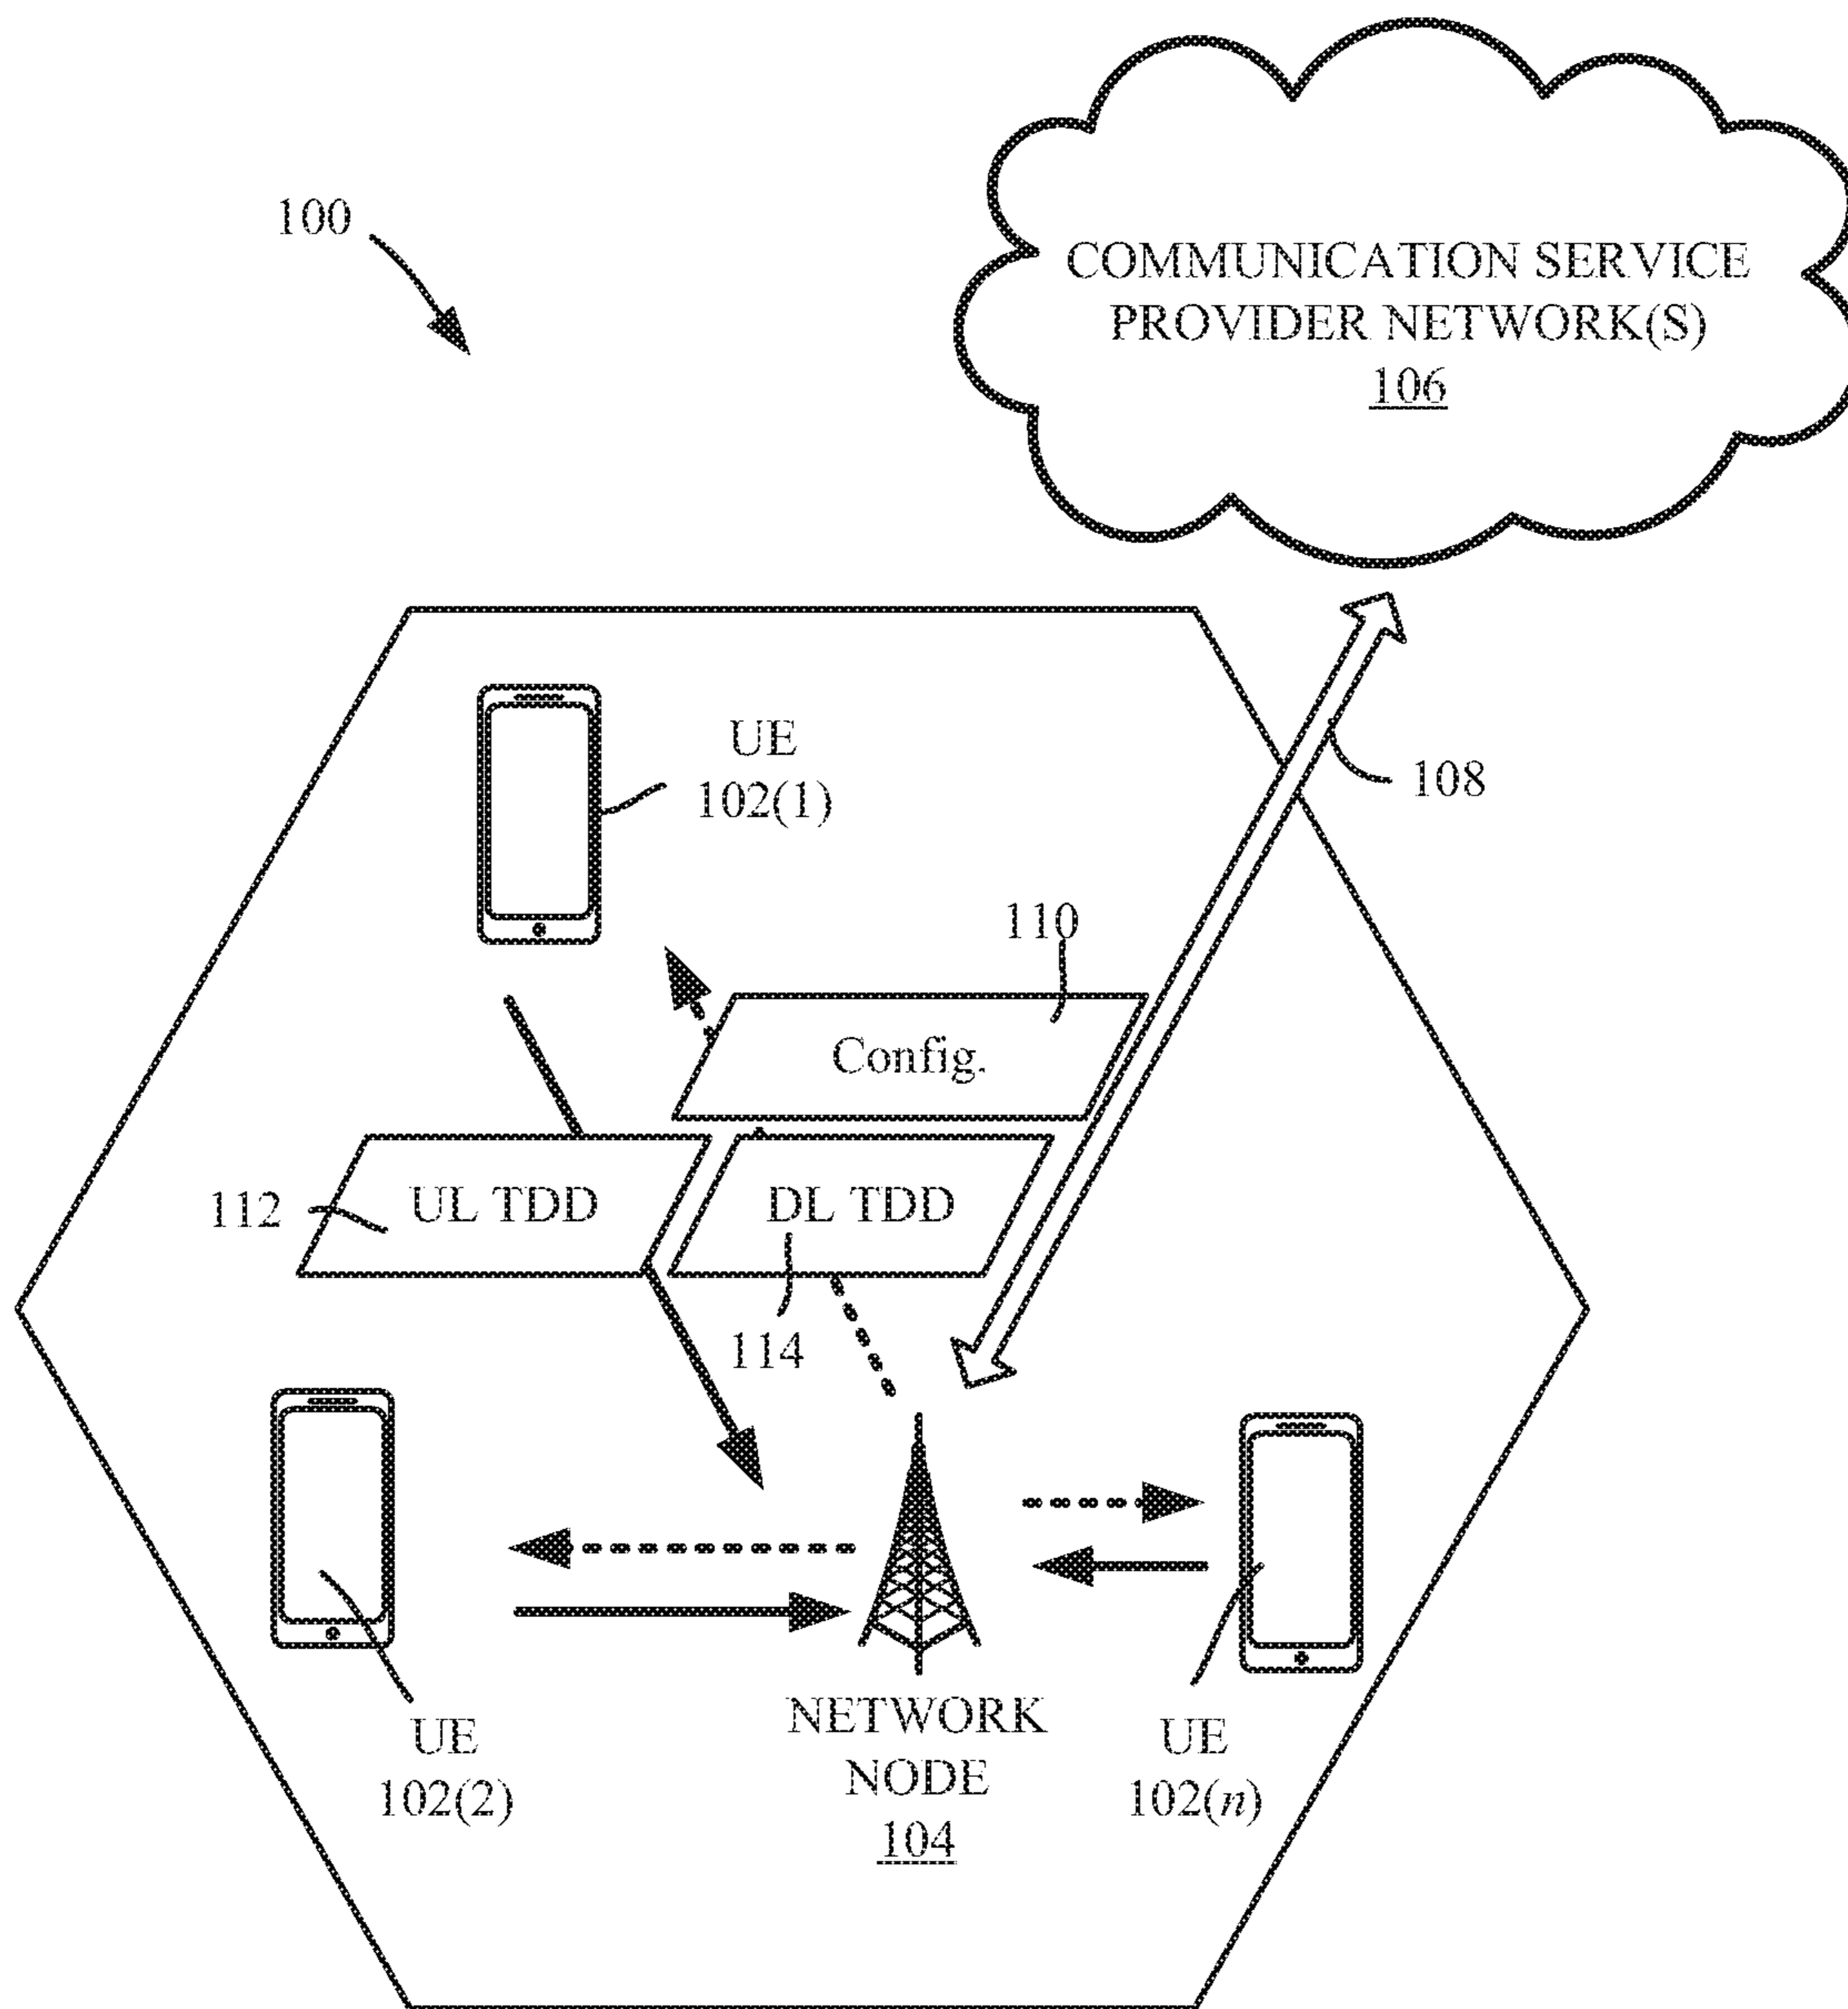 100
COMMUNICATION SERVICE
PROVIDER NETWORK(S)
106
UE
102(1)
108
110
Config.
112
UL TDD
DL TDD
114
UE
102(2)
NETWORK
NODE
104
UE
102(n)